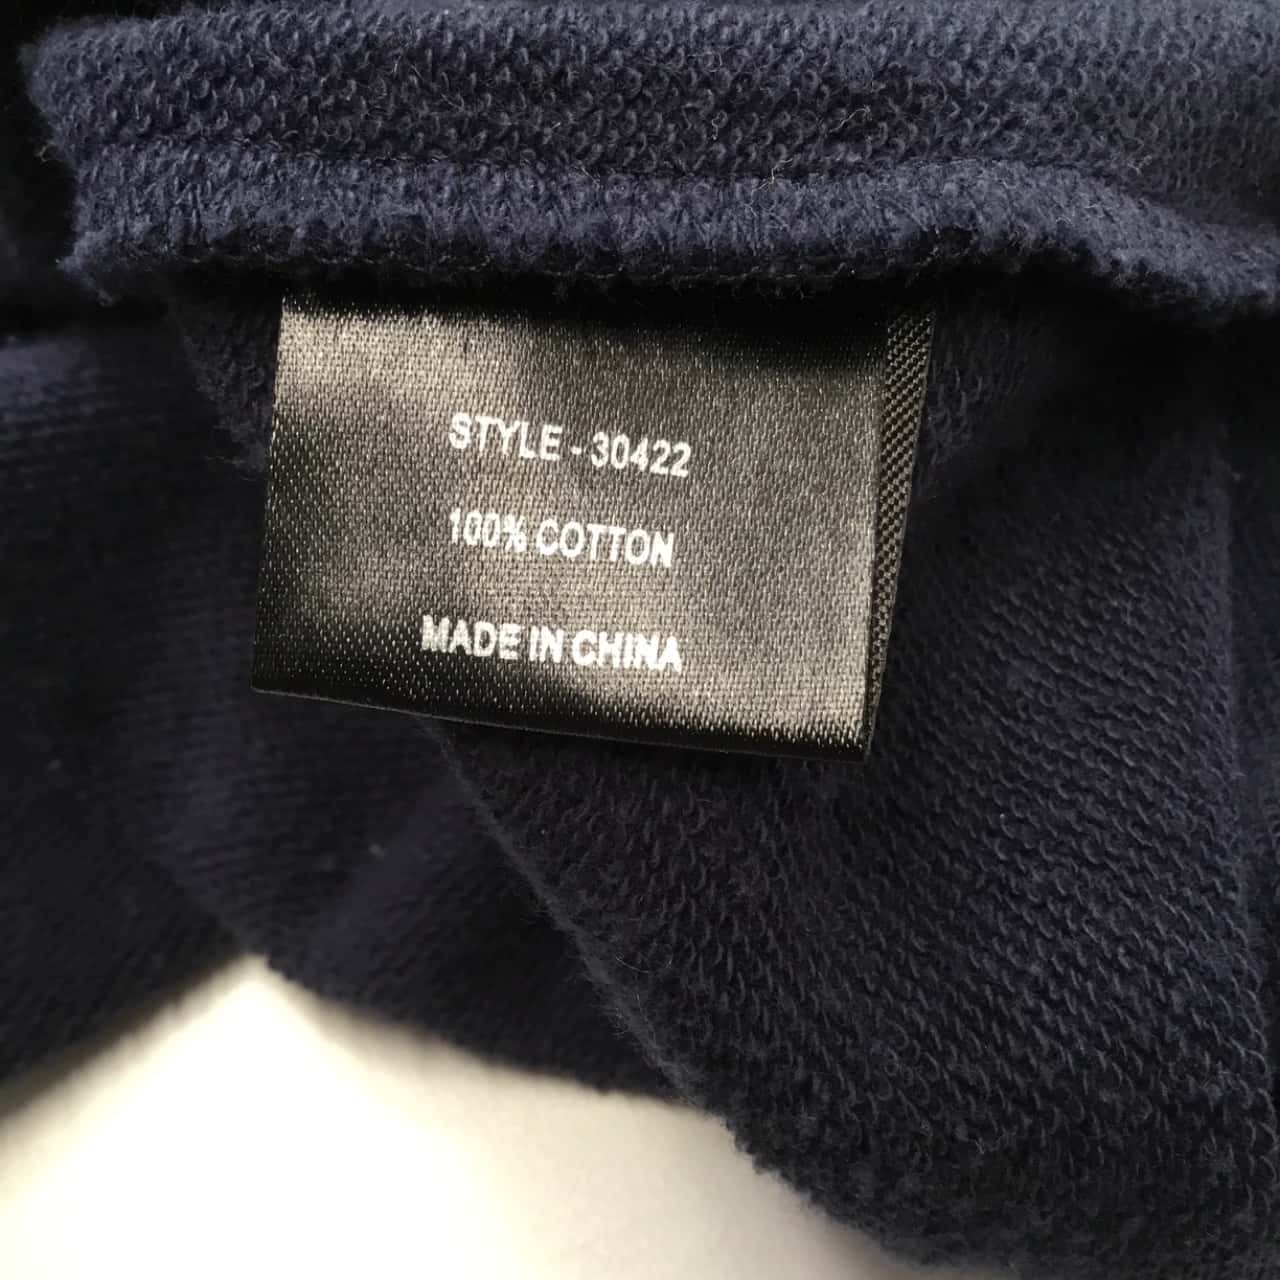 STYLE - 30422
100% COTTON
MADE IN CHINA